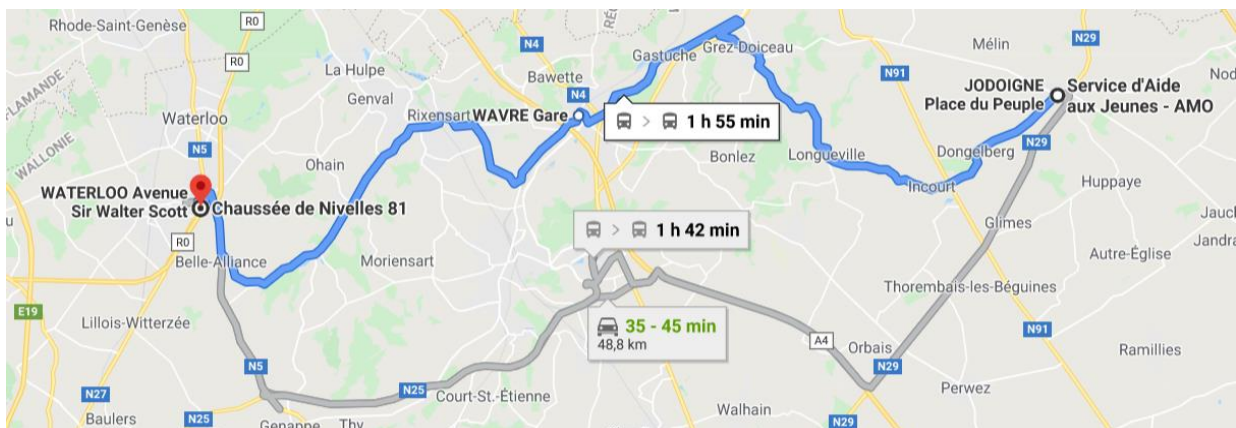 Rhode-Saint-Genèse
R0
R0
N4
Gastuche
Grez-Doiceau
Mélin
N29
FLAMANDE
La Hulpe
Bawette
N91
JODOIGNE
Place du Peuple
Service d'Aide
aux Jeunes - AMO
Genval
N4
Waterloo
Rixensart
WAVRE Gare
1 h 55 min
WALLONIE
N5
Ohain
Bonlez
Longueville
Dongelberg
N29
WATERLOO Avenue
Sir Walter Scott
Chaussée de Nivelles 81
Incourt
Huppaye
1 h 42 min
Glimes
Jauch
Jandra
R0
Belle-Alliance
Moriensart
Autre-Église
Thorembais-les-Béguines
E19
Lillois-Witterzée
35 - 45 min
48,8 km
A4
Orbais
N91
Ramillies
N5
N29
N27
N25
Court-St.-Étienne
Perwez
Baulers
N25
Genappe
Thy
Walhain
N29